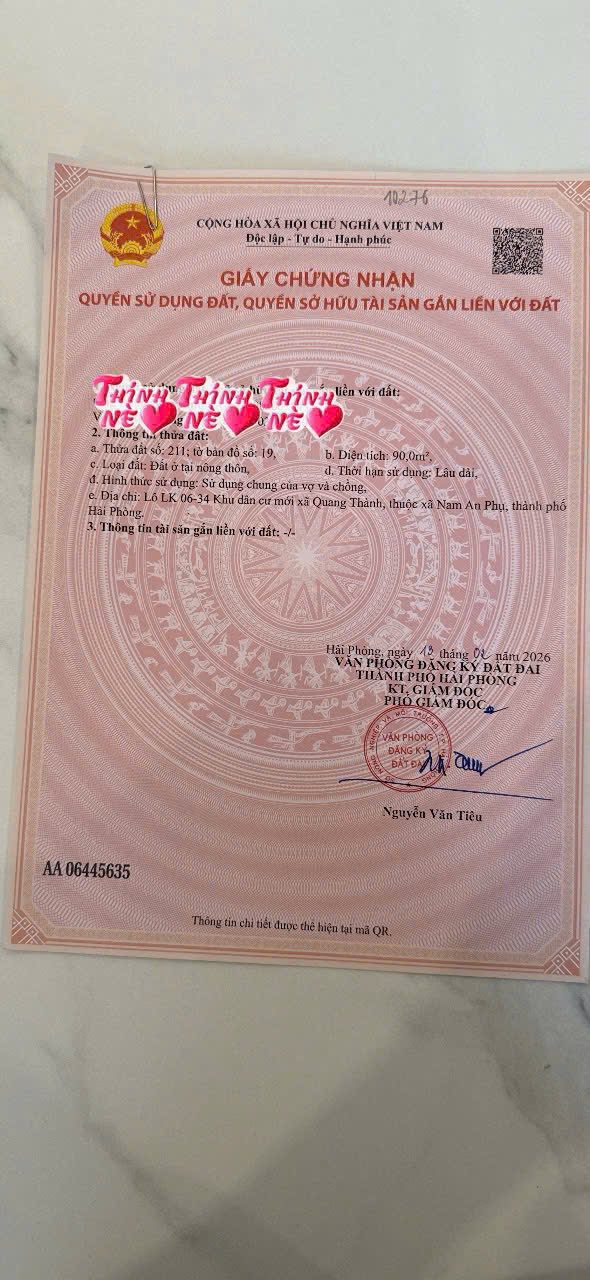 10276
CỘNG HÒA XÃ HỘI CHỦ NGHĨA VIỆT NAM
Độc lập - Tự do - Hạnh phúc
GIẤY CHỨNG NHẬN
QUYỀN SỬ DỤNG ĐẤT, QUYỀN SỞ HỮU TÀI SẢN GẮN LIỀN VỚI ĐẤT
THÍNH NÈ THÍNH NÈ THÍNH NÈ
liền với đất:
2. Thông tin thửa đất:
a. Thửa đất số: 211; tờ bản đồ số: 19, b. Diện tích: 90,0m²,
c. Loại đất: Đất ở tại nông thôn, d. Thời hạn sử dụng: Lâu dài,
đ. Hình thức sử dụng: Sử dụng chung của vợ và chồng,
e. Địa chỉ: Lô LK 06-34 Khu dân cư mới xã Quang Thành, thuộc xã Nam An Phụ, thành phố
Hải Phòng.
3. Thông tin tài sản gắn liền với đất: -/-
Hải Phòng, ngày 13 tháng 02 năm 2026
VĂN PHÒNG ĐĂNG KÝ ĐẤT ĐAI
THÀNH PHỐ HẢI PHÒNG
KT, GIÁM ĐỐC
PHÓ GIÁM ĐỐC
VĂN PHÒNG
ĐĂNG KÝ
ĐẤT ĐAI
Nguyễn Văn Tiêu
AA 06445635
Thông tin chi tiết được thể hiện tại mã QR.